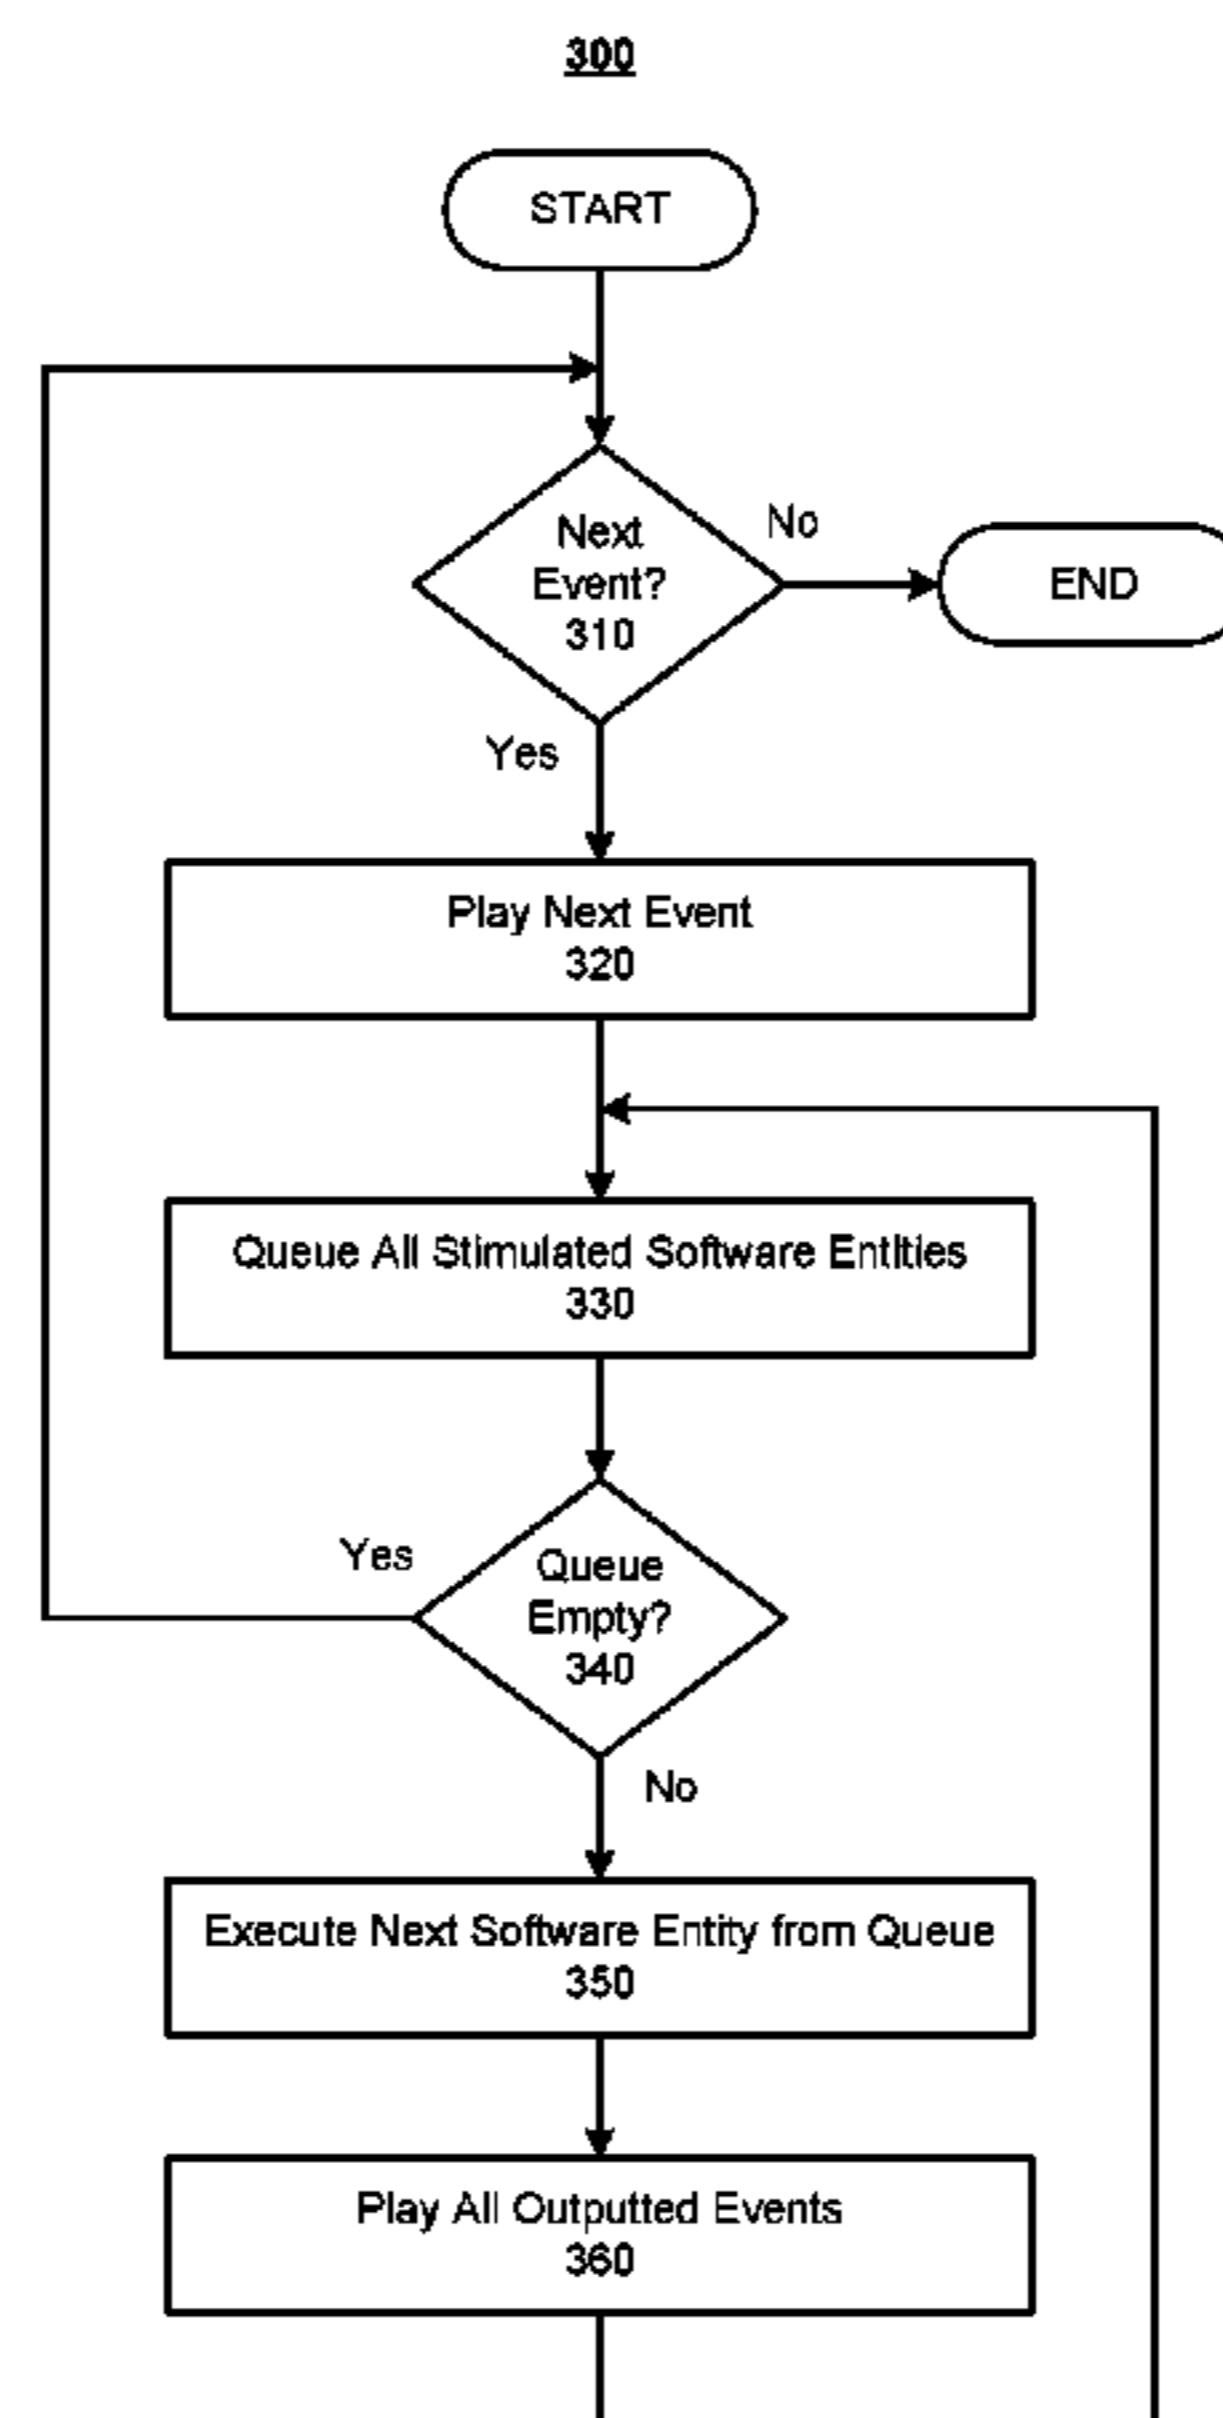 300
START
No
Next
Event?
310
END
Yes
Play Next Event
320
Queue All Stimulated Software Entities
330
Yes
Queue
Empty?
340
No
Execute Next Software Entity from Queue
350
Play All Outputted Events
360